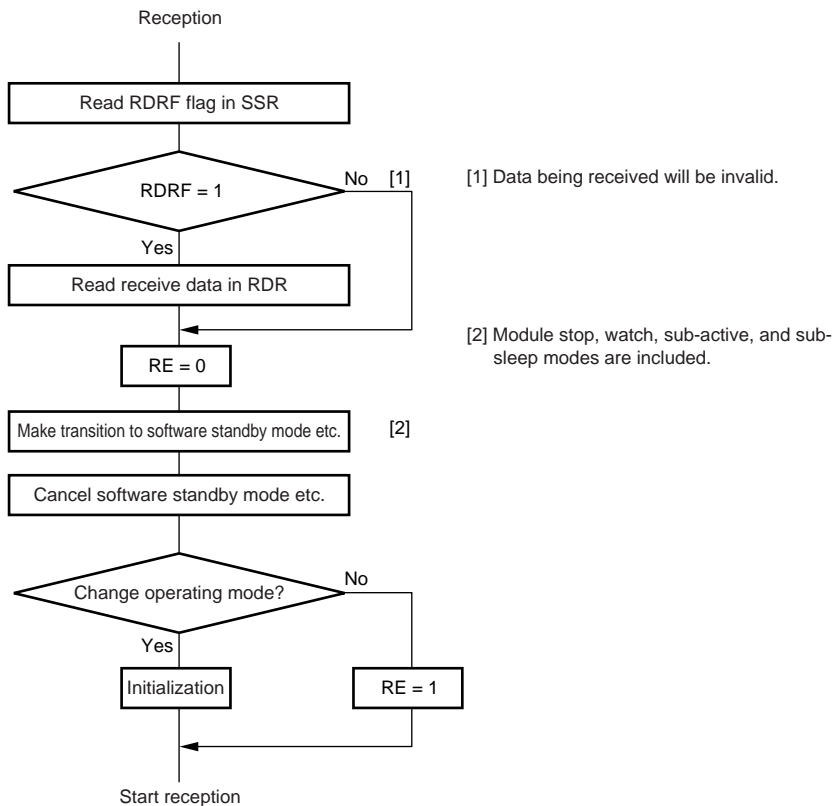 Reception
Read RDRF flag in SSR
RDRF = 1
No
[1]
[1] Data being received will be invalid.
Yes
Read receive data in RDR
RE = 0
[2] Module stop, watch, sub-active, and sub-
sleep modes are included.
Make transition to software standby mode etc.
[2]
Cancel software standby mode etc.
Change operating mode?
No
Yes
Initialization
RE = 1
Start reception